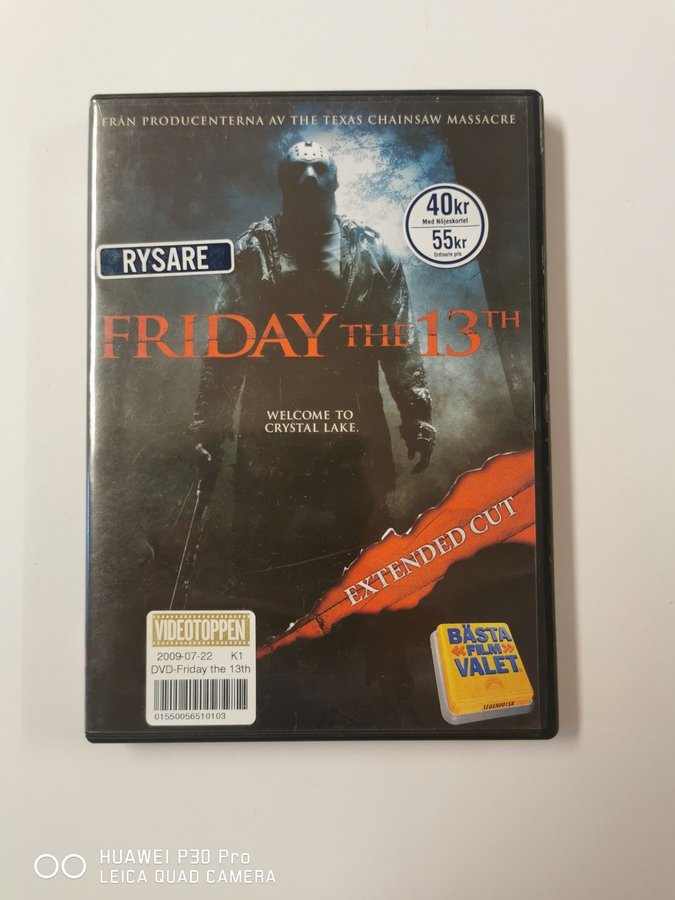 FRÅN PRODUCENTERNA AV THE TEXAS CHAINSAW MASSACRE
40kr
Med Nöjeskortet
55kr
Ordinarie pris
RYSARE
FRIDAY THE 13TH
WELCOME TO
CRYSTAL LAKE.
EXTENDED CUT
VIDEOTOPPEN
2009-07-22 K1
DVD-Friday the 13th
01550056510103
BÄSTA
«FILM»
VALET
HUAWEI P30 Pro
LEICA QUAD CAMERA